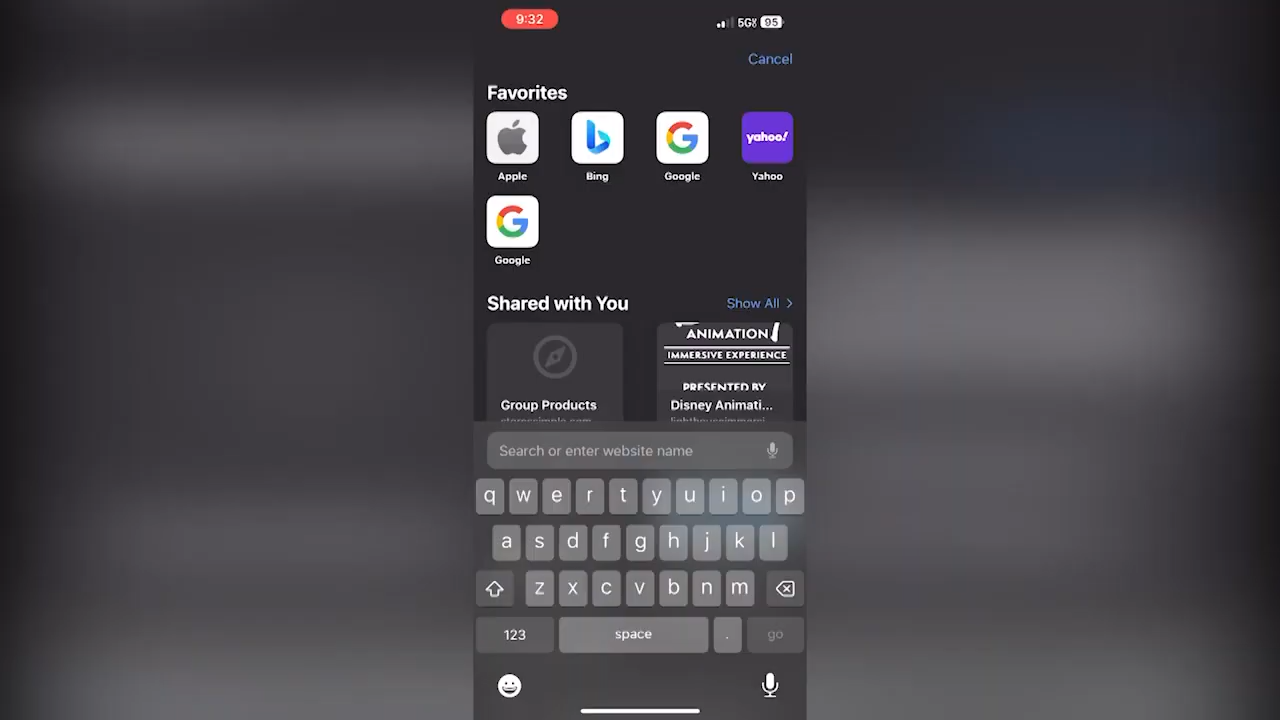 9:32
5G 95
Cancel
Favorites
yahoo!
Apple
Bing
Google
Yahoo
Google
Shared with You
Show All >
ANIMATION
IMMERSIVE EXPERIENCE
PRESENTED BY
Group Products
Disney Animati...
Search or enter website name
q w e r t y u i o p
a s d f g h j k l
z x c v b n m
123 space . go